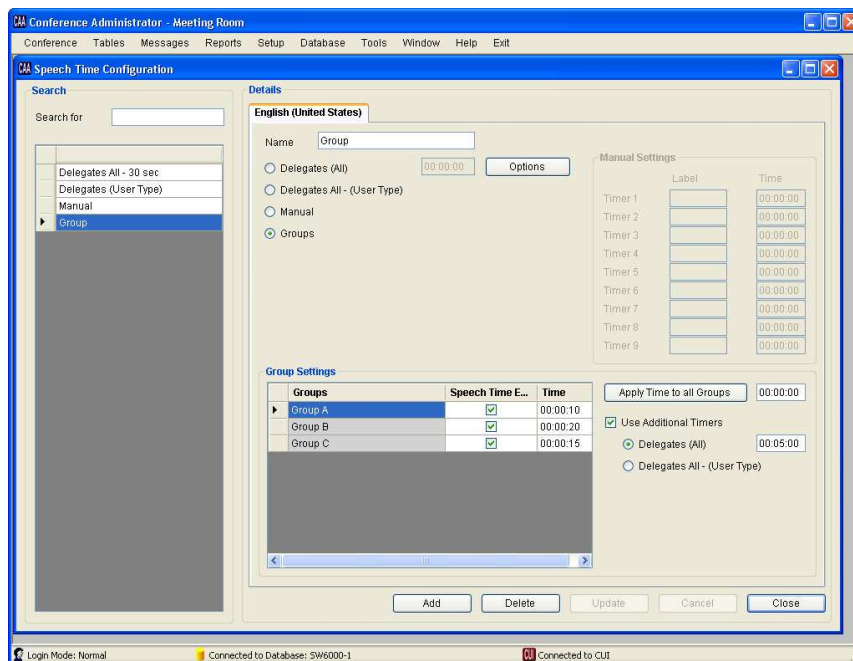 CAA Conference Administrator - Meeting Room
Conference Tables Messages Reports Setup Database Tools Window Help Exit
CAA Speech Time Configuration
Search
Search for
Delegates All - 30 sec
Delegates (User Type)
Manual
Group
Details
English (United States)
Name Group
Delegates (All) 00:00:00 Options
Delegates All - (User Type)
Manual
Groups
Manual Settings
Label Time
Timer 1 00:00:00
Timer 2 00:00:00
Timer 3 00:00:00
Timer 4 00:00:00
Timer 5 00:00:00
Timer 6 00:00:00
Timer 7 00:00:00
Timer 8 00:00:00
Timer 9 00:00:00
Group Settings
Groups Speech Time E... Time
Group A 00:00:10
Group B 00:00:20
Group C 00:00:15
Apply Time to all Groups 00:00:00
Use Additional Timers
Delegates (All) 00:05:00
Delegates All - (User Type)
Add Delete Update Cancel Close
Login Mode: Normal Connected to Database: SW6000-1 CUI Connected to CUI